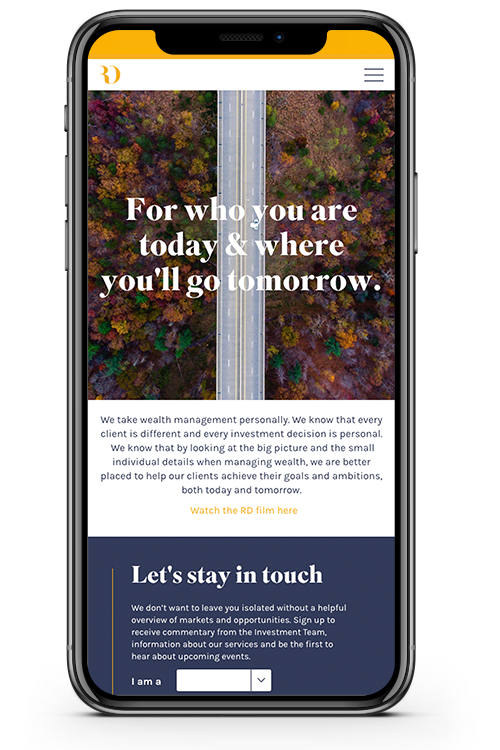 RD
For who you are
today & where
you'll go tomorrow.
We take wealth management personally. We know that every
client is different and every investment decision is personal.
We know that by looking at the big picture and the small
individual details when managing wealth, we are better
placed to help our clients achieve their goals and ambitions,
both today and tomorrow.
Watch the RD film here
Let's stay in touch
We don't want to leave you isolated without a helpful
overview of markets and opportunities. Sign up to
receive commentary from the Investment Team,
information about our services and be the first to
hear about upcoming events.
I am a